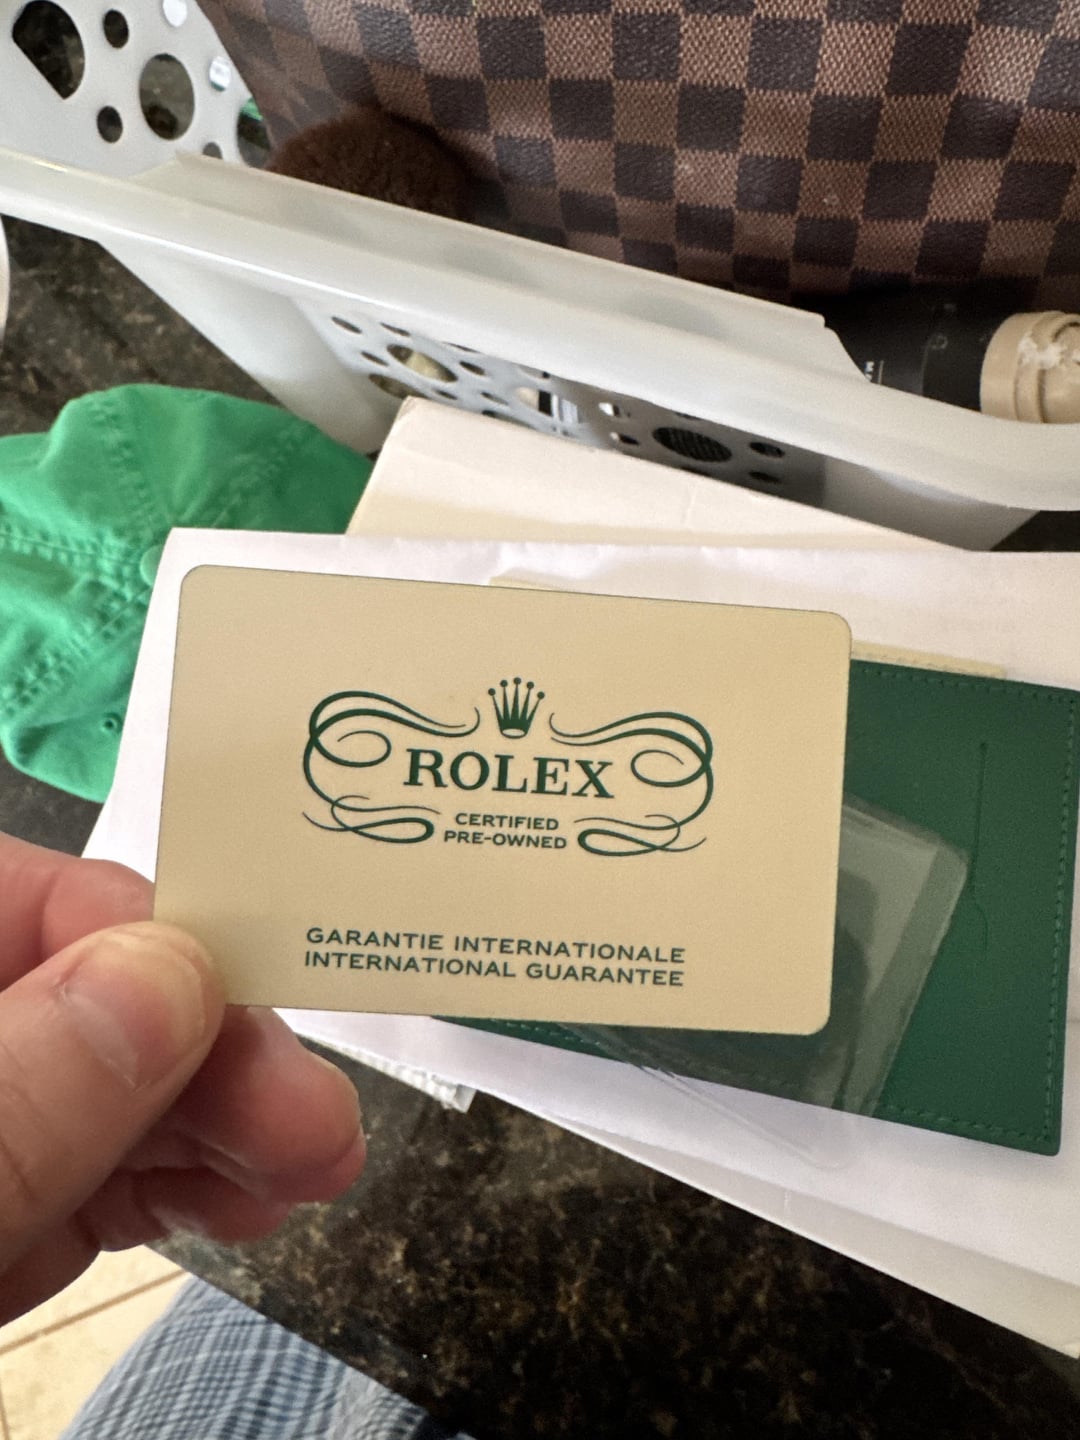 ROLEX
CERTIFIED
PRE-OWNED
GARANTIE INTERNATIONALE
INTERNATIONAL GUARANTEE